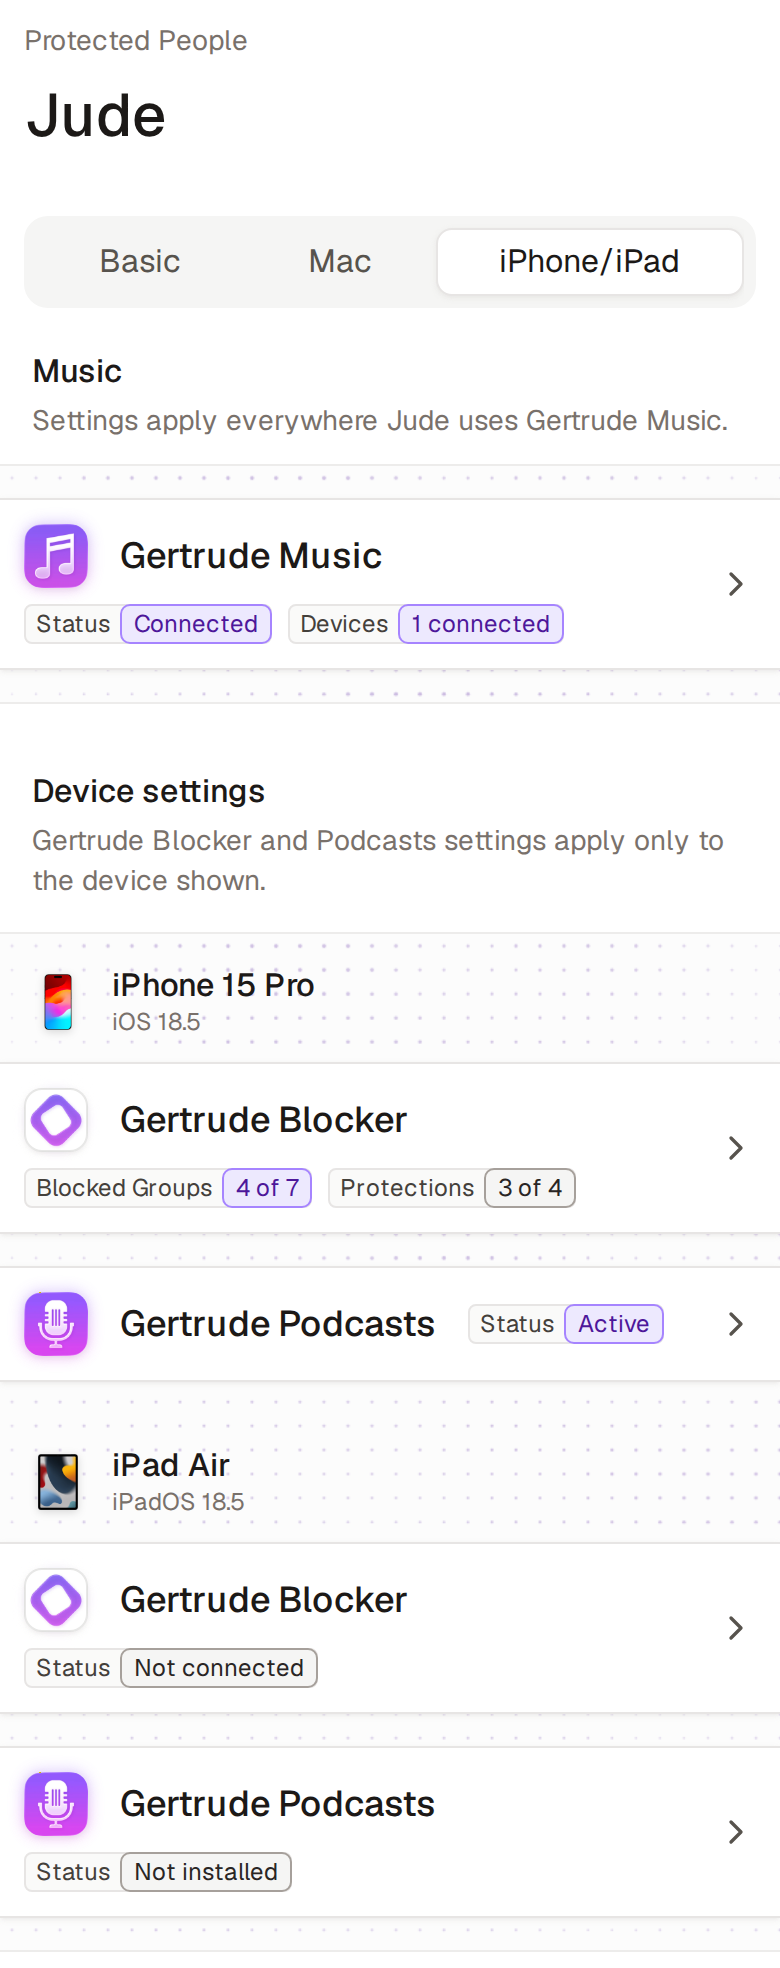 Protected People
Jude
Basic
Mac
iPhone/iPad
Music
Settings apply everywhere Jude uses Gertrude Music.
Gertrude Music
Status Connected
Devices 1 connected
Device settings
Gertrude Blocker and Podcasts settings apply only to
the device shown.
iPhone 15 Pro
iOS 18.5
Gertrude Blocker
Blocked Groups 4 of 7
Protections 3 of 4
Gertrude Podcasts
Status Active
iPad Air
iPadOS 18.5
Gertrude Blocker
Status Not connected
Gertrude Podcasts
Status Not installed